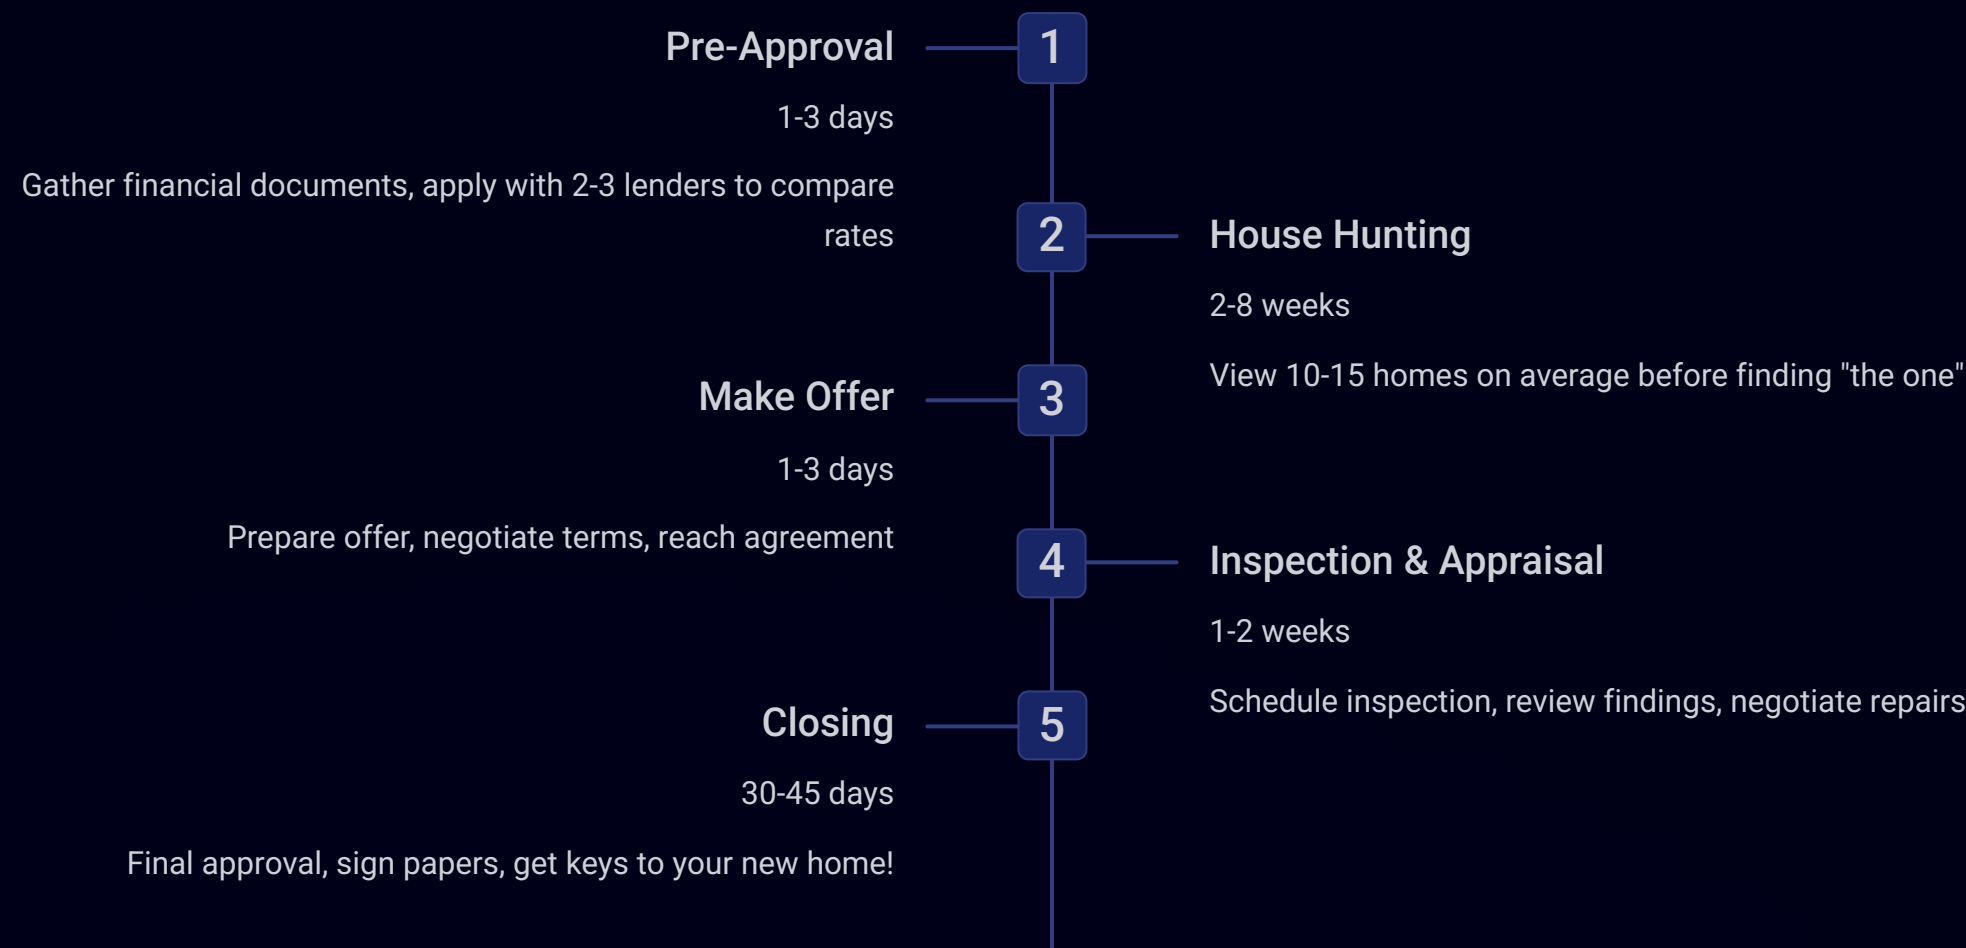 Pre-Approval
1
1-3 days
Gather financial documents, apply with 2-3 lenders to compare
rates
2
House Hunting
2-8 weeks
View 10-15 homes on average before finding "the one"
Make Offer
3
1-3 days
Prepare offer, negotiate terms, reach agreement
4
Inspection & Appraisal
1-2 weeks
Schedule inspection, review findings, negotiate repairs
Closing
5
30-45 days
Final approval, sign papers, get keys to your new home!